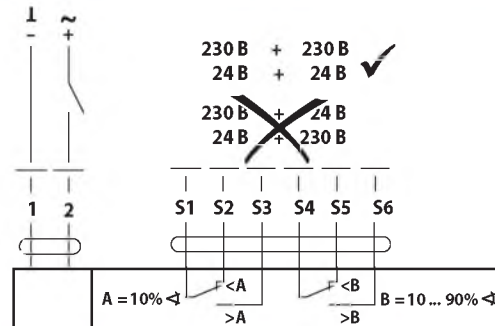 ⊥ ~
- +
230 В + 230 В
24 В + 24 В
230 В + 24 В
24 В + 230 В
1 2 S1 S2 S3 S4 S5 S6
A = 10% ∢ <A >A <B >B B = 10 ... 90% ∢